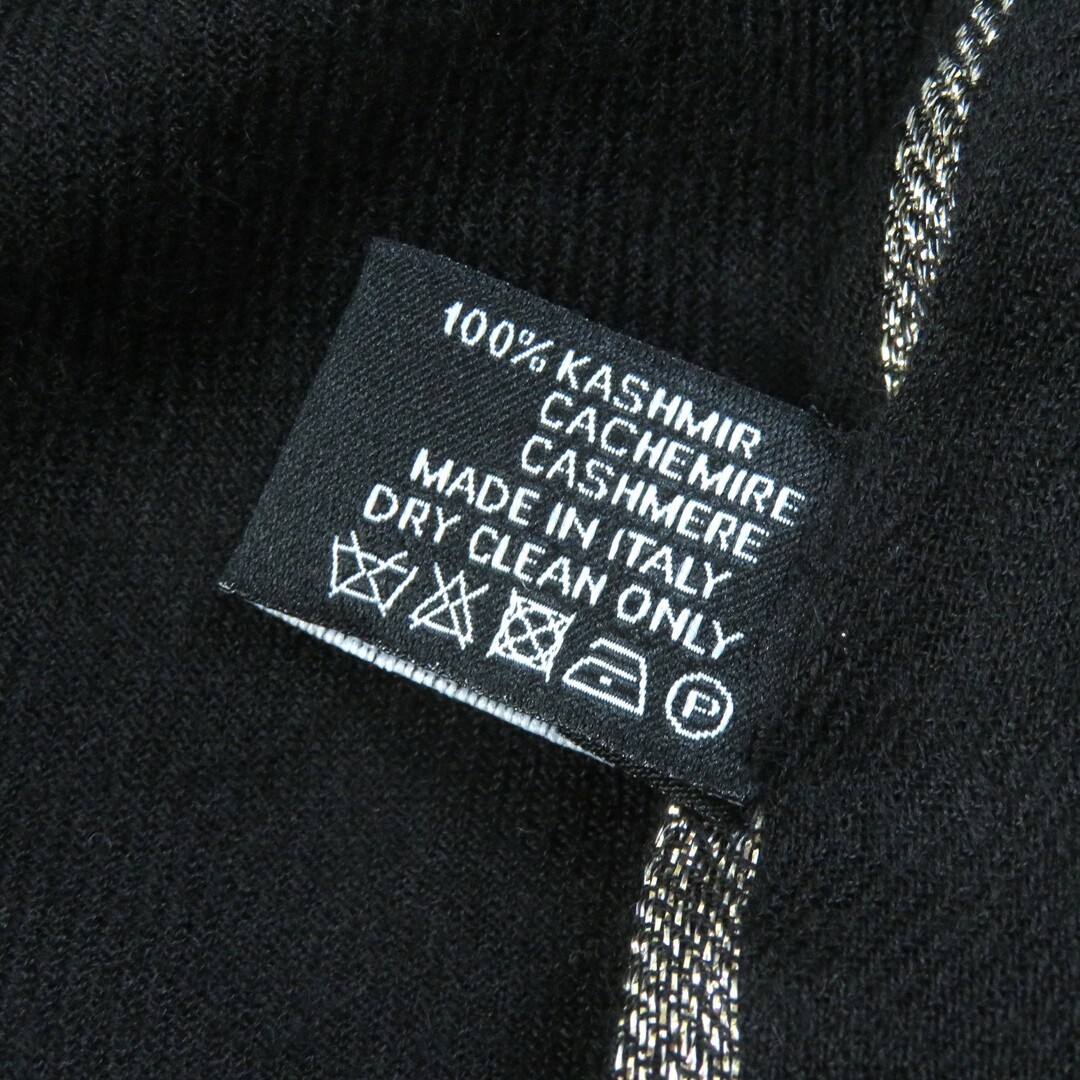 100% KASHMIR
CACHEMIRE
CASHMERE
MADE IN ITALY
DRY CLEAN ONLY
P